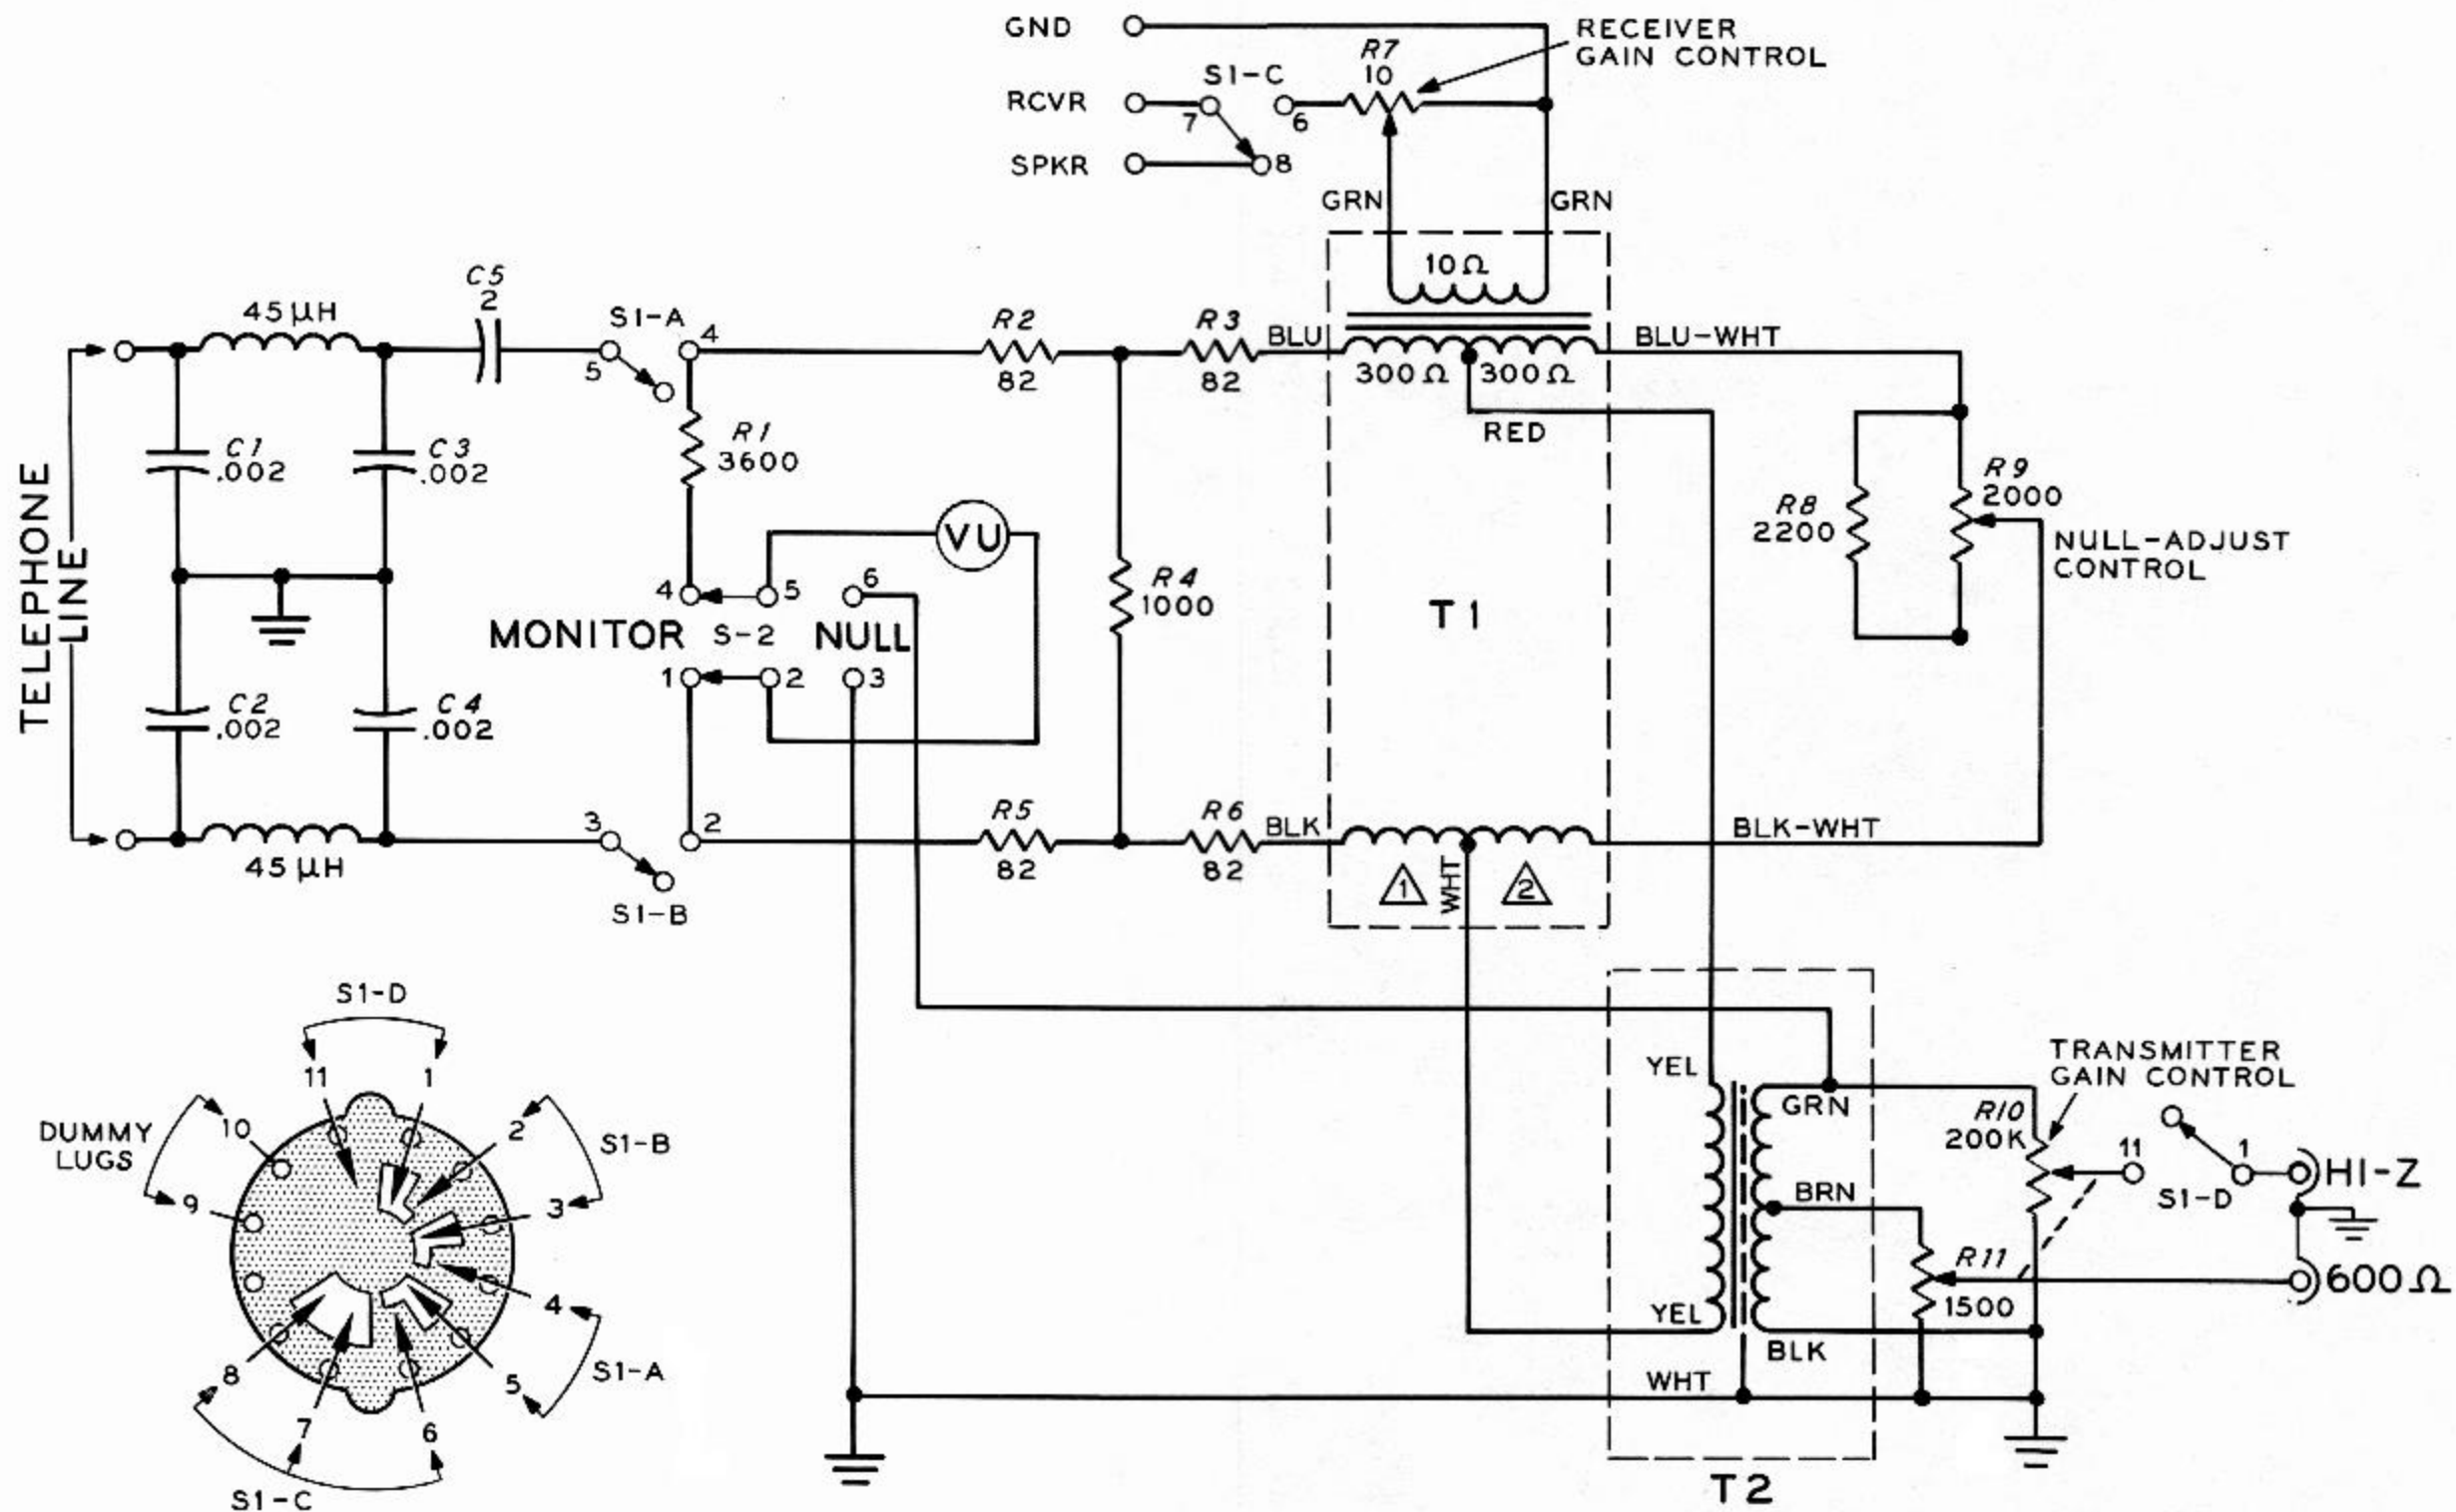 GND
RECEIVER
GAIN CONTROL
R7
10
S1-C
RCVR
7
6
SPKR
8
GRN
GRN
10Ω
45μH
C5
2
S1-A
5
4
R2
82
R3
82
BLU
300Ω
300Ω
BLU-WHT
RED
C1
.002
C3
.002
R1
3600
R8
2200
R9
2000
NULL-ADJUST
CONTROL
TELEPHONE
LINE
VU
4
5
6
MONITOR
S-2
NULL
1
2
3
R4
1000
T1
C2
.002
C4
.002
3
2
R5
82
R6
82
BLK
BLK-WHT
45μH
S1-B
1
WHT
2
S1-D
11
1
DUMMY
LUGS
10
9
2
S1-B
3
4
S1-A
5
6
7
8
S1-C
YEL
GRN
TRANSMITTER
GAIN CONTROL
R10
200K
11
1
S1-D
HI-Z
BRN
R11
1500
600Ω
YEL
BLK
WHT
T2